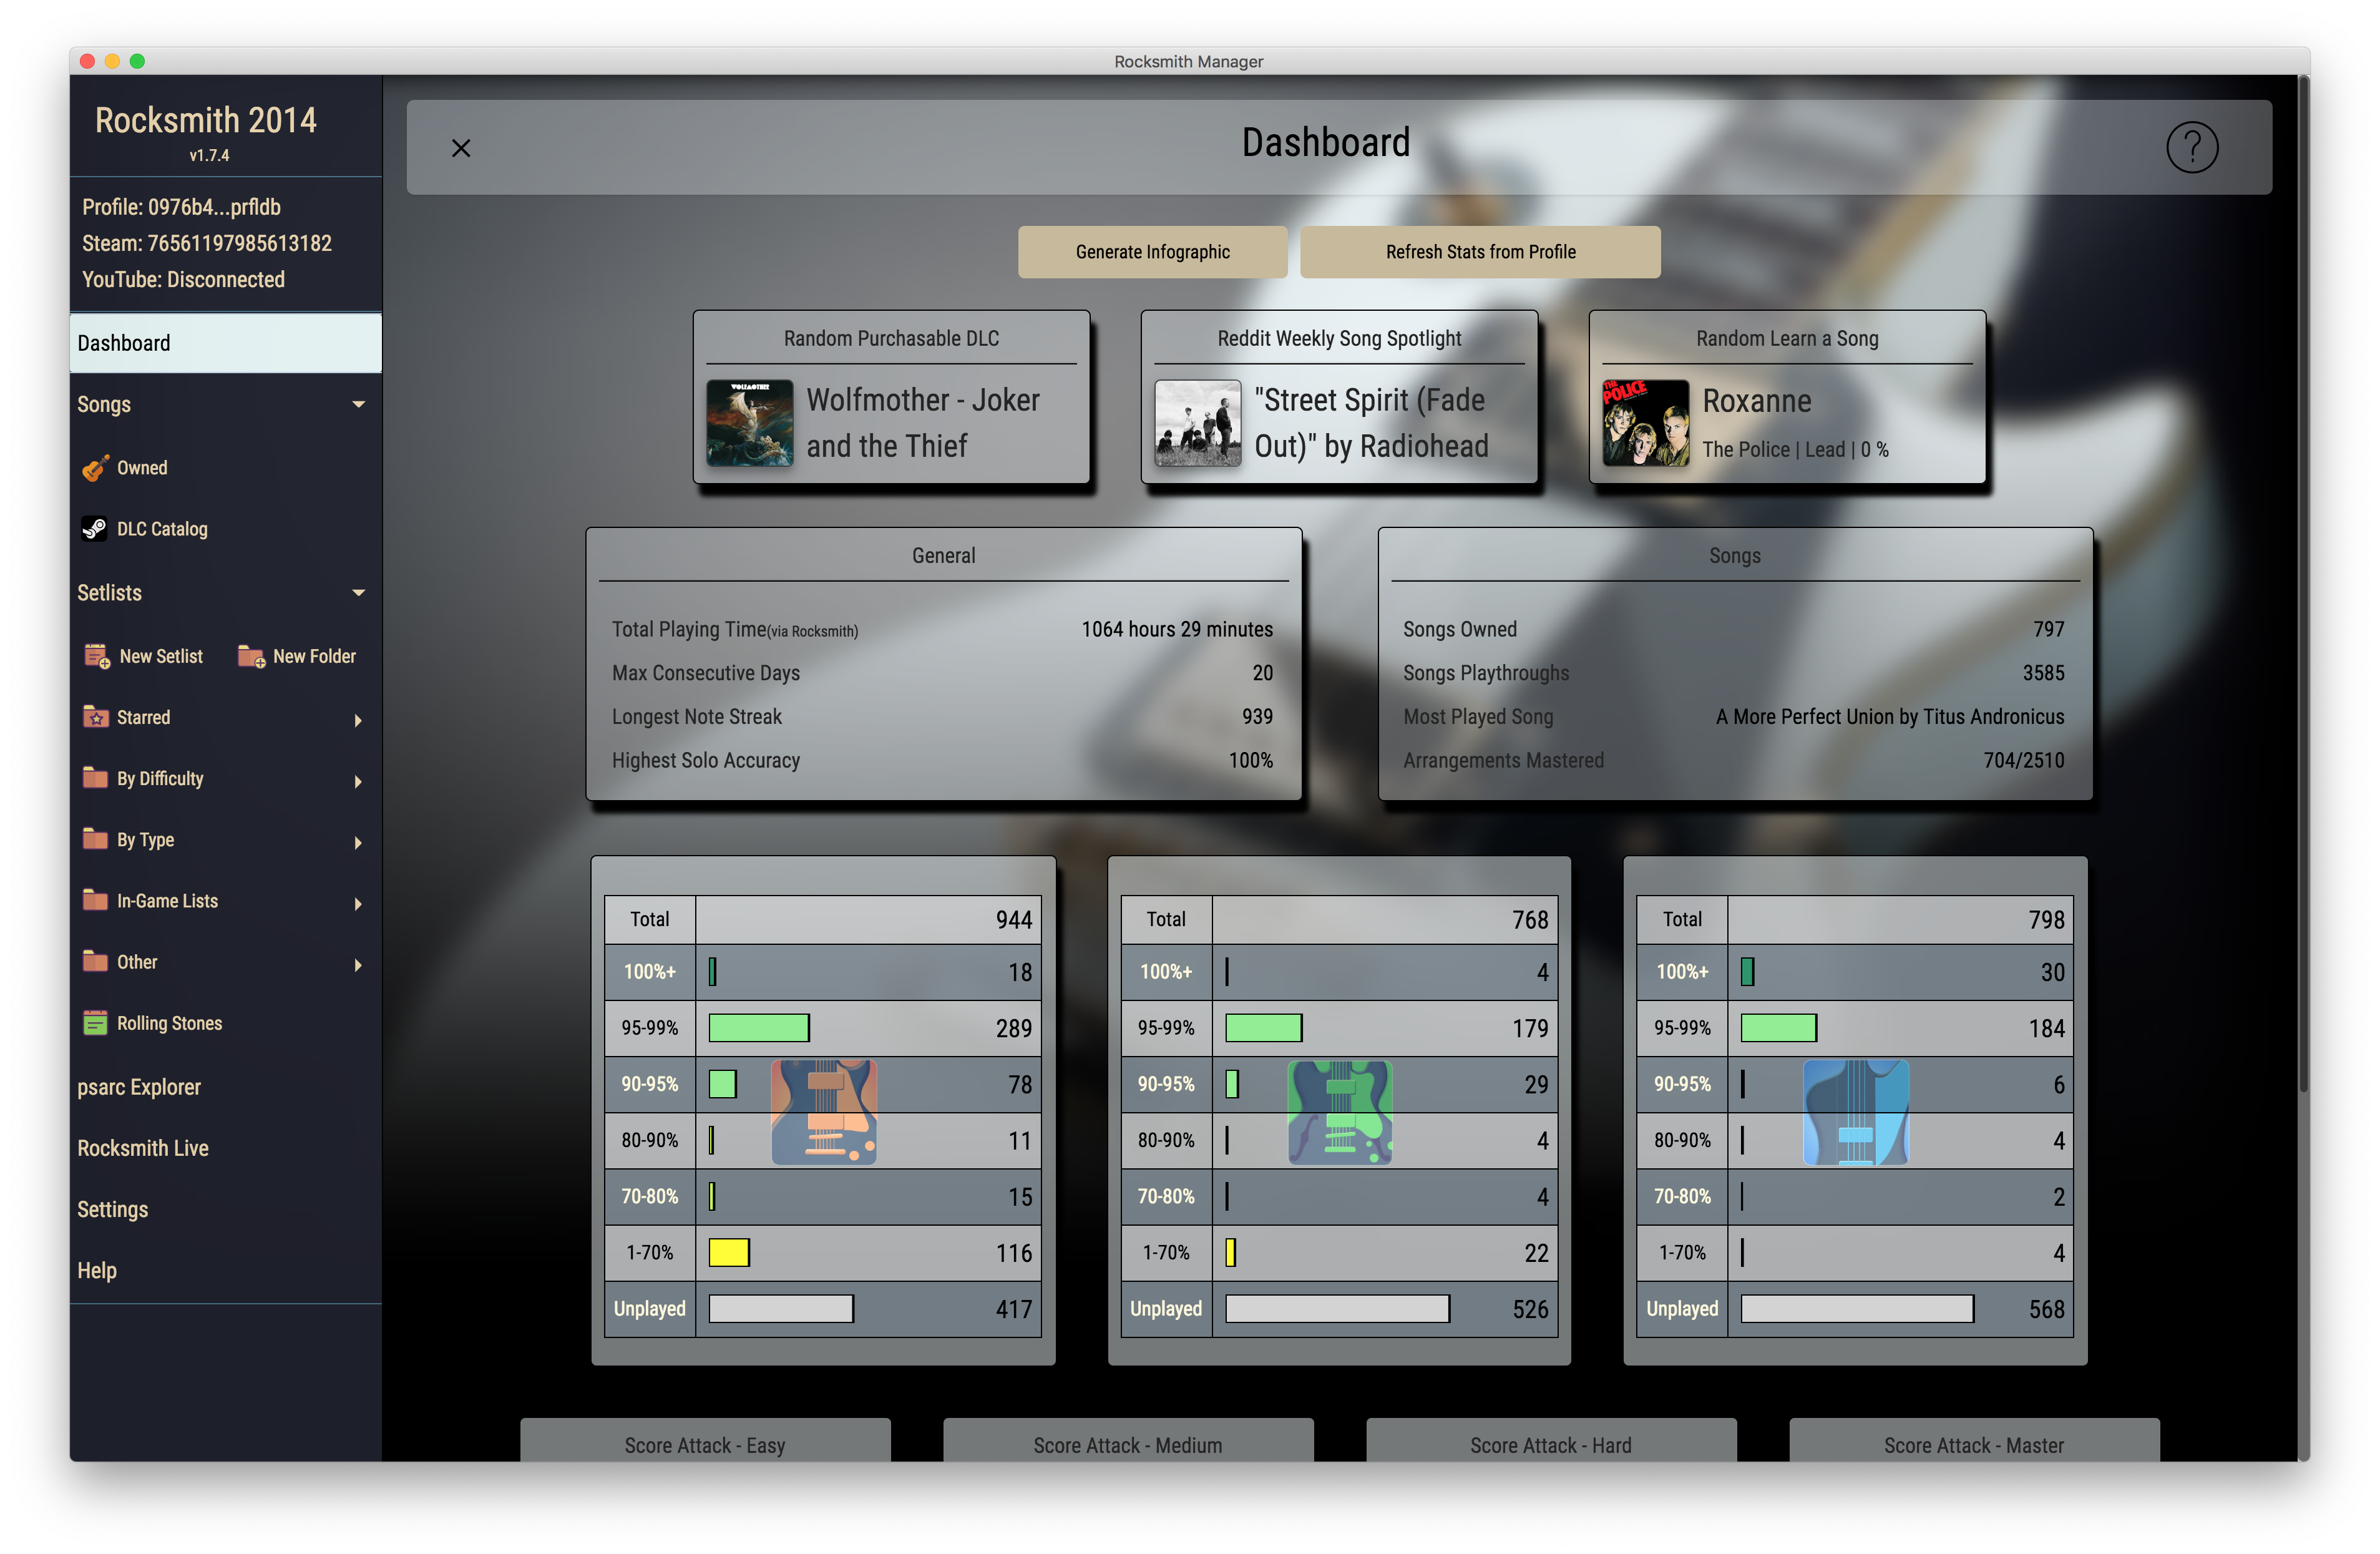 Rocksmith Manager
Rocksmith 2014
v1.7.4
Profile: 0976b4...prfldb
Steam: 76561197985613182
YouTube: Disconnected
Dashboard
Songs
Owned
DLC Catalog
Setlists
New Setlist New Folder
Starred
By Difficulty
By Type
In-Game Lists
Other
Rolling Stones
psarc Explorer
Rocksmith Live
Settings
Help
Dashboard
?
Generate Infographic Refresh Stats from Profile
Random Purchasable DLC
WOLFMOTHER
Wolfmother - Joker
and the Thief
Reddit Weekly Song Spotlight
"Street Spirit (Fade
Out)" by Radiohead
Random Learn a Song
THE
POLICE
Roxanne
The Police | Lead | 0 %
General
Total Playing Time(via Rocksmith) 1064 hours 29 minutes
Max Consecutive Days 20
Longest Note Streak 939
Highest Solo Accuracy 100%
Songs
Songs Owned 797
Songs Playthroughs 3585
Most Played Song A More Perfect Union by Titus Andronicus
Arrangements Mastered 704/2510
Total 944
100%+ 18
95-99% 289
90-95% 78
80-90% 11
70-80% 15
1-70% 116
Unplayed 417
Total 768
100%+ 4
95-99% 179
90-95% 29
80-90% 4
70-80% 4
1-70% 22
Unplayed 526
Total 798
100%+ 30
95-99% 184
90-95% 6
80-90% 4
70-80% 2
1-70% 4
Unplayed 568
Score Attack - Easy
Score Attack - Medium
Score Attack - Hard
Score Attack - Master